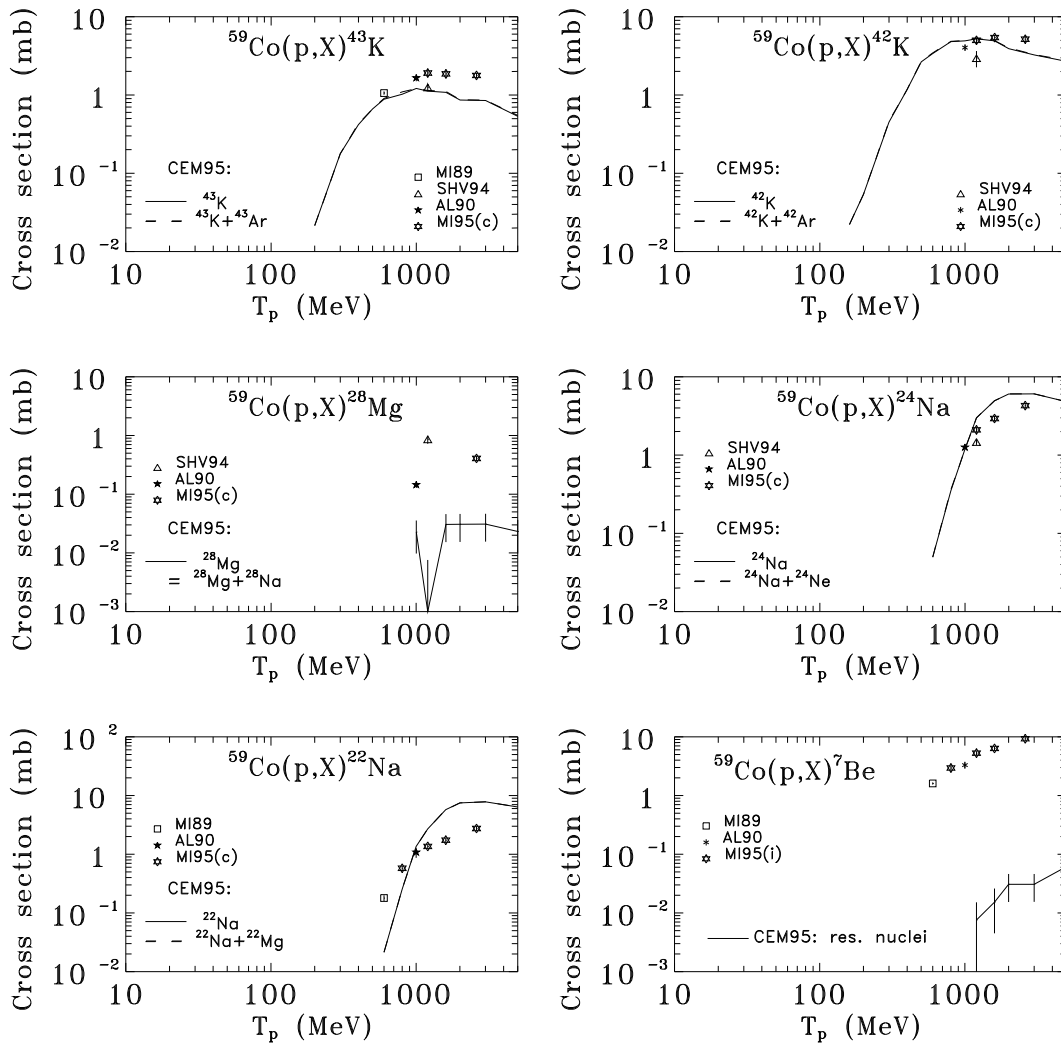 ⁵⁹Co(p,X)⁴³K
Cross section (mb)
10
1
10 ⁻¹
10 ⁻²
CEM95:
⁴³K
⁴³K+⁴³Ar
MI89
SHV94
AL90
MI95(c)
10 100 1000
Tₚ (MeV)
⁵⁹Co(p,X)⁴²K
Cross section (mb)
10
1
10 ⁻¹
10 ⁻²
CEM95:
⁴²K
⁴²K+⁴²Ar
SHV94
AL90
MI95(c)
10 100 1000
Tₚ (MeV)
⁵⁹Co(p,X)²⁸Mg
Cross section (mb)
10
1
10 ⁻¹
10 ⁻²
10 ⁻³
SHV94
AL90
MI95(c)
CEM95:
²⁸Mg
²⁸Mg+²⁸Na
10 100 1000
Tₚ (MeV)
⁵⁹Co(p,X)²⁴Na
Cross section (mb)
10
1
10 ⁻¹
10 ⁻²
SHV94
AL90
MI95(c)
CEM95:
²⁴Na
²⁴Na+²⁴Ne
10 100 1000
Tₚ (MeV)
⁵⁹Co(p,X)²²Na
Cross section (mb)
10 ²
10
1
10 ⁻¹
10 ⁻²
MI89
AL90
MI95(c)
CEM95:
²²Na
²²Na+²²Mg
10 100 1000
Tₚ (MeV)
⁵⁹Co(p,X)⁷Be
Cross section (mb)
10
1
10 ⁻¹
10 ⁻²
10 ⁻³
MI89
AL90
MI95(i)
CEM95: res. nuclei
10 100 1000
Tₚ (MeV)